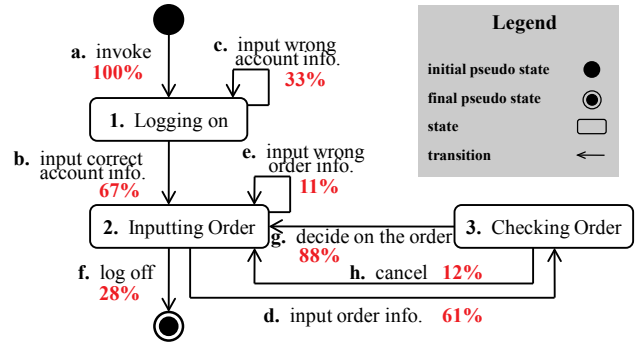 Legend
initial pseudo state
final pseudo state
state
transition
a. invoke
100%
c. input wrong
account info.
33%
1. Logging on
b. input correct
account info.
67%
e. input wrong
order info.
11%
2. Inputting Order
3. Checking Order
g. decide on the order
88%
f. log off
28%
h. cancel 12%
d. input order info. 61%